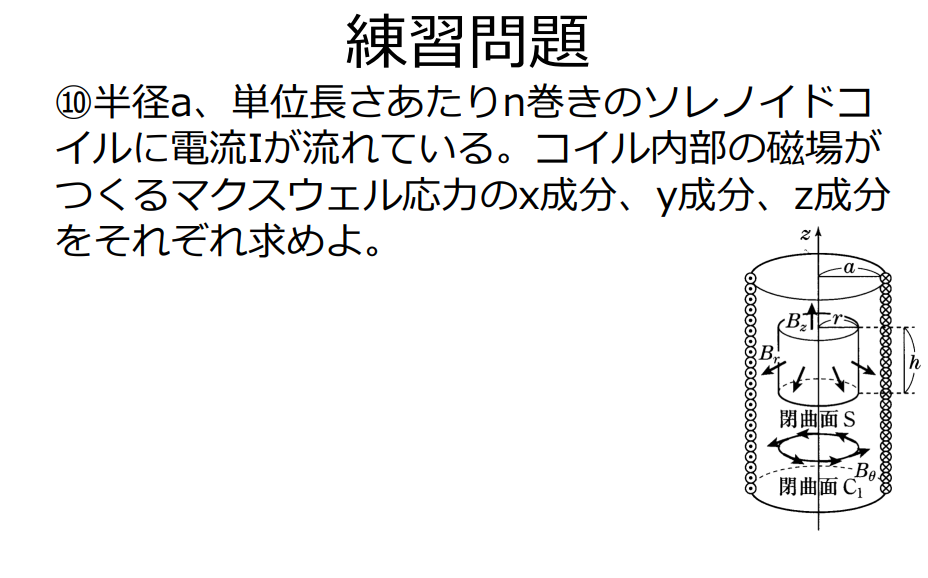 練習問題
⑩半径a、単位長さあたりn巻きのソレノイドコ
イルに電流Iが流れている。コイル内部の磁場が
つくるマクスウェル応力のx成分、y成分、z成分
をそれぞれ求めよ。
z
a
Bz
r
Br
h
閉曲面 S
Bθ
閉曲面 C₁